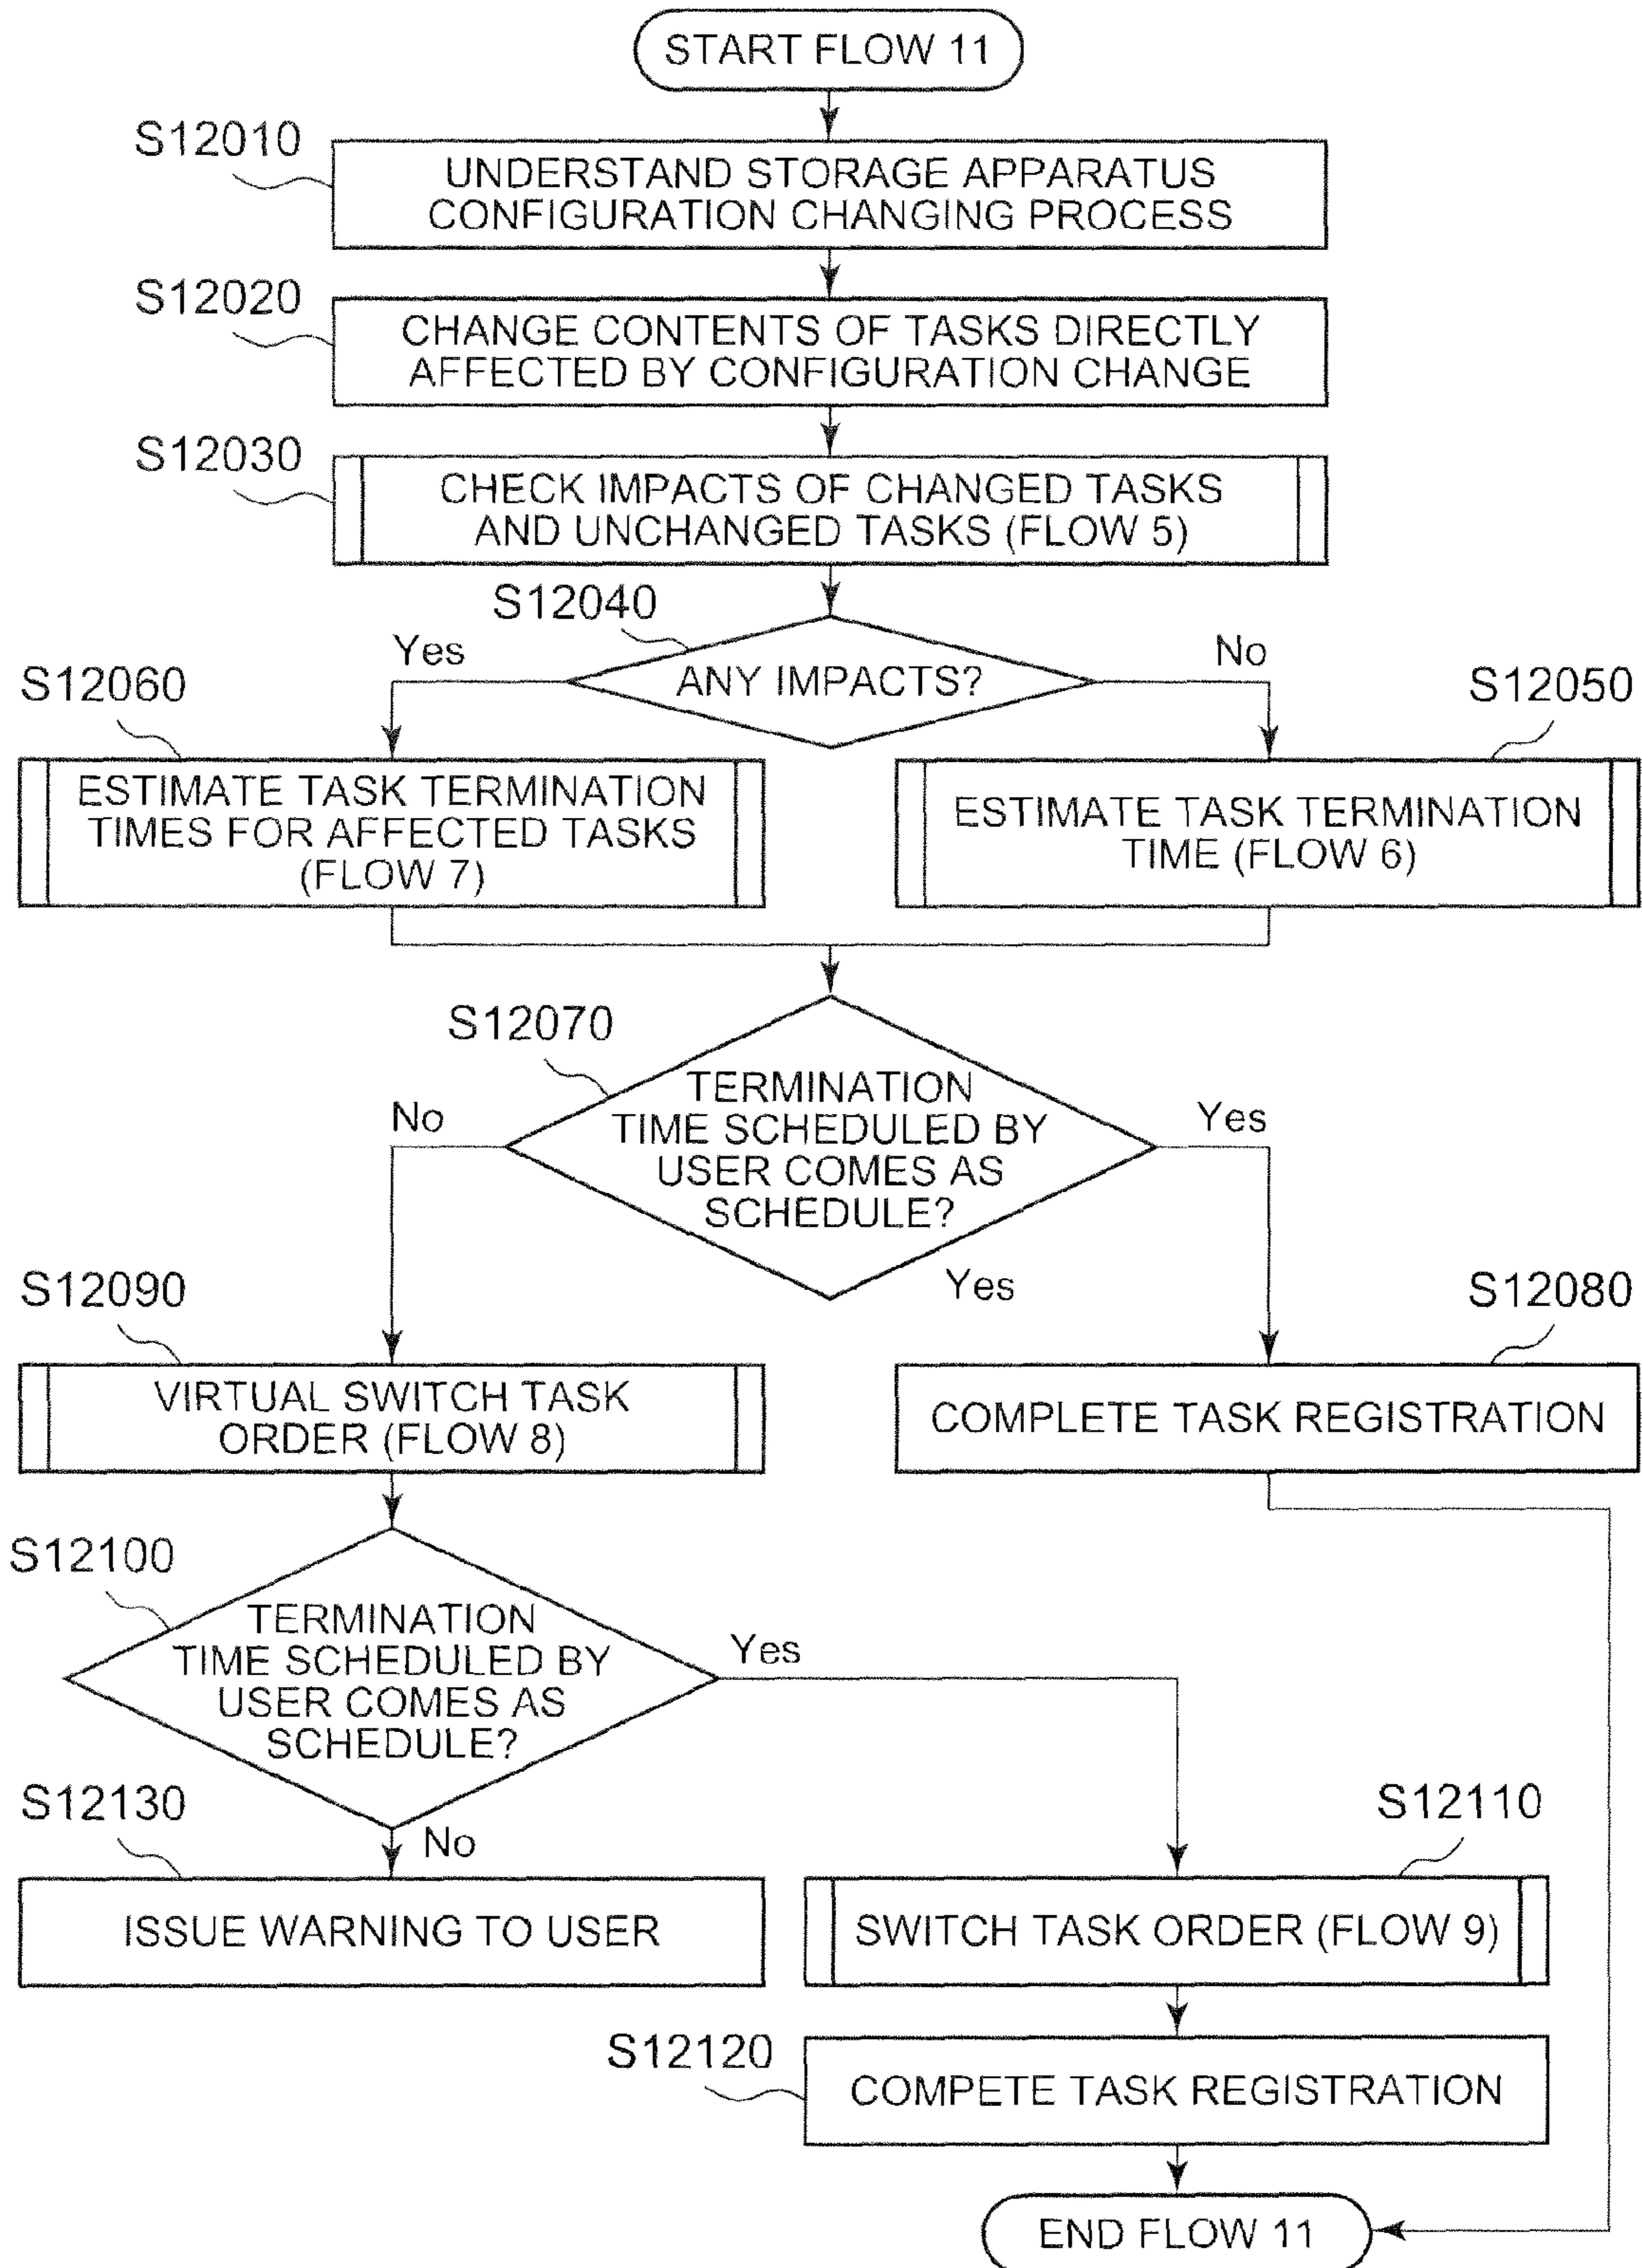 START FLOW 11
S12010
UNDERSTAND STORAGE APPARATUS
CONFIGURATION CHANGING PROCESS
S12020
CHANGE CONTENTS OF TASKS DIRECTLY
AFFECTED BY CONFIGURATION CHANGE
S12030
CHECK IMPACTS OF CHANGED TASKS
AND UNCHANGED TASKS (FLOW 5)
S12040
Yes
ANY IMPACTS?
No
S12060
ESTIMATE TASK TERMINATION
TIMES FOR AFFECTED TASKS
(FLOW 7)
S12050
ESTIMATE TASK TERMINATION
TIME (FLOW 6)
S12070
No
TERMINATION
TIME SCHEDULED BY
USER COMES AS
SCHEDULE?
Yes
Yes
S12090
VIRTUAL SWITCH TASK
ORDER (FLOW 8)
S12080
COMPLETE TASK REGISTRATION
S12100
TERMINATION
TIME SCHEDULED BY
USER COMES AS
SCHEDULE?
Yes
No
S12130
ISSUE WARNING TO USER
S12110
SWITCH TASK ORDER (FLOW 9)
S12120
COMPETE TASK REGISTRATION
END FLOW 11